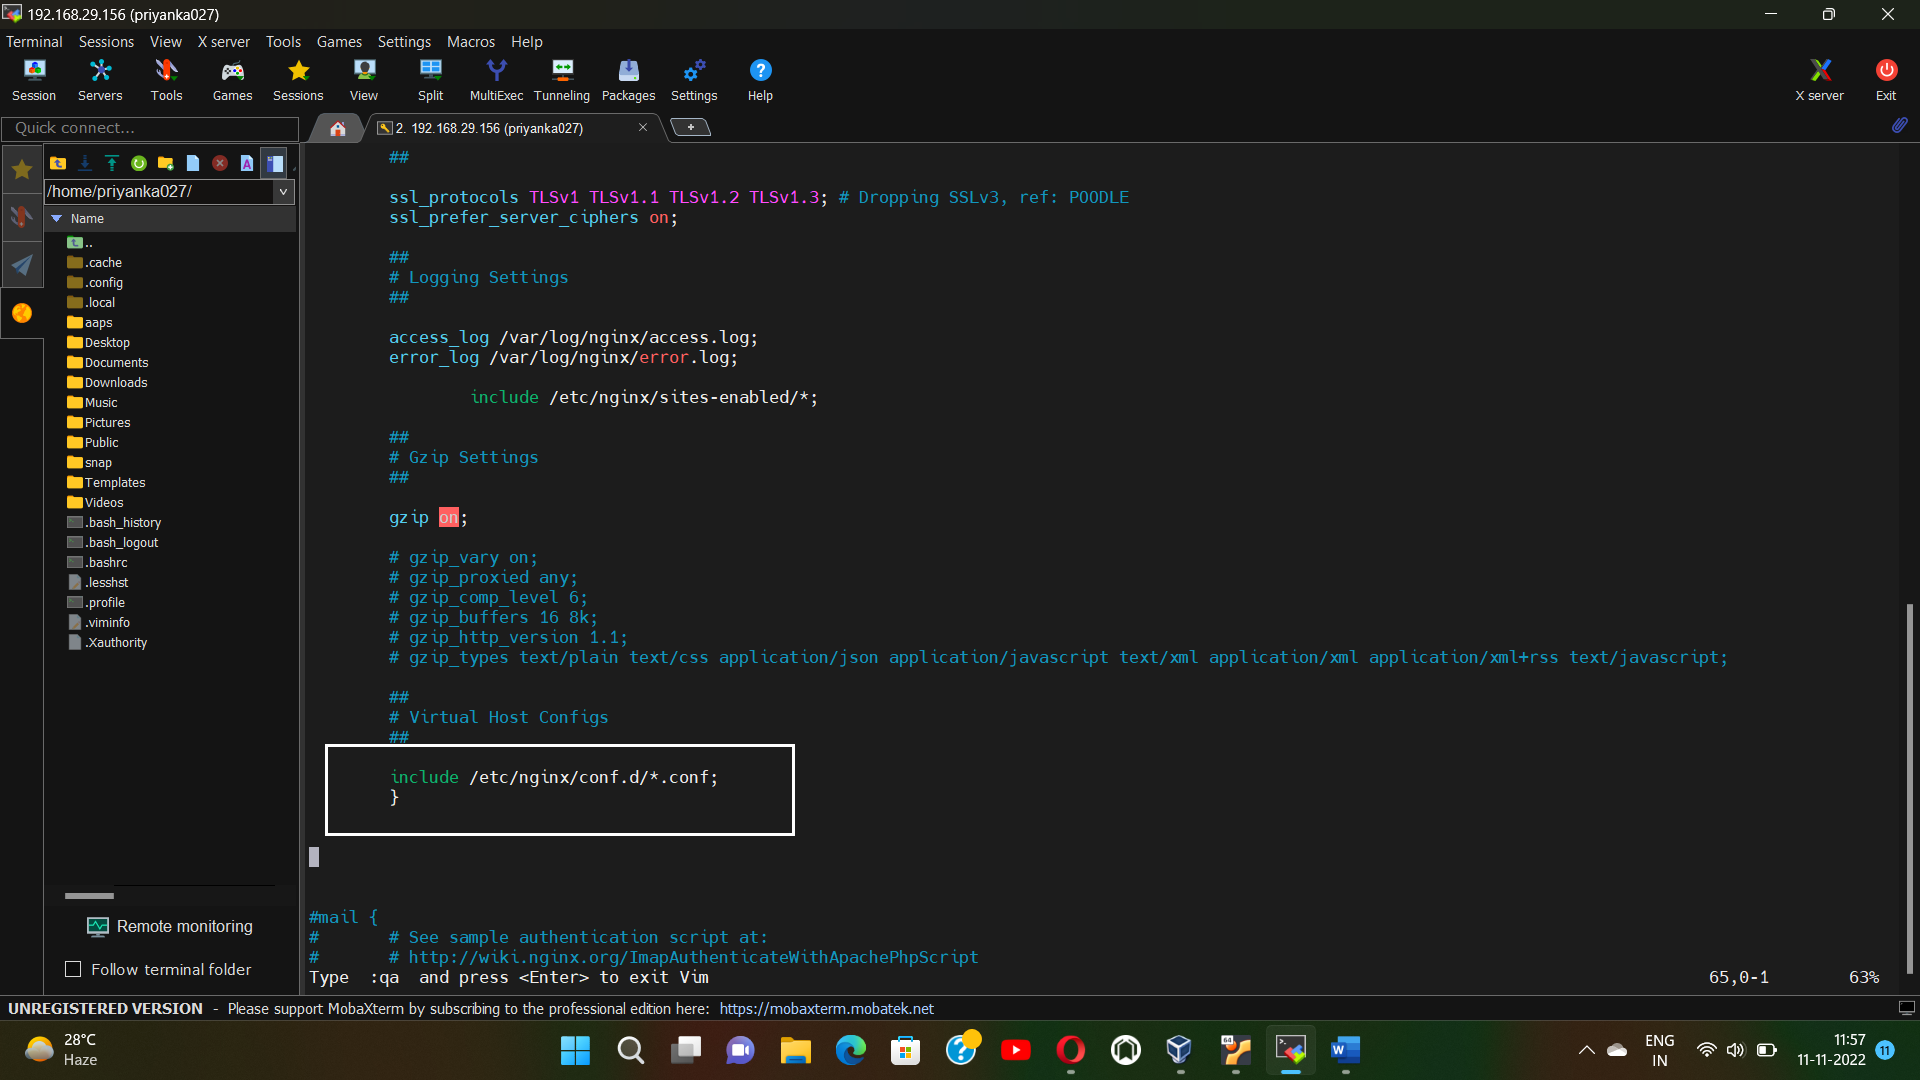 192.168.29.156 (priyanka027)
Terminal Sessions View X server Tools Games Settings Macros Help
Session Servers Tools Games Sessions View Split MultiExec Tunneling Packages Settings Help X server Exit
Quick connect...
2. 192.168.29.156 (priyanka027)
/home/priyanka027/
Name
..
.cache
.config
.local
aaps
Desktop
Documents
Downloads
Music
Pictures
Public
snap
Templates
Videos
.bash_history
.bash_logout
.bashrc
.lesshst
.profile
.viminfo
.Xauthority
Remote monitoring
Follow terminal folder
##
ssl_protocols TLSv1 TLSv1.1 TLSv1.2 TLSv1.3; # Dropping SSLv3, ref: POODLE
ssl_prefer_server_ciphers on;
##
# Logging Settings
##
access_log /var/log/nginx/access.log;
error_log /var/log/nginx/error.log;
include /etc/nginx/sites-enabled/*;
##
# Gzip Settings
##
gzip on;
# gzip_vary on;
# gzip_proxied any;
# gzip_comp_level 6;
# gzip_buffers 16 8k;
# gzip_http_version 1.1;
# gzip_types text/plain text/css application/json application/javascript text/xml application/xml application/xml+rss text/javascript;
##
# Virtual Host Configs
##
include /etc/nginx/conf.d/*.conf;
}
#mail {
# # See sample authentication script at:
# # http://wiki.nginx.org/ImapAuthenticateWithApachePhpScript
Type :qa and press <Enter> to exit Vim 65,0-1 63%
UNREGISTERED VERSION - Please support MobaXterm by subscribing to the professional edition here: https://mobaxterm.mobatek.net
28°C
Haze
ENG
IN
11:57
11-11-2022
11